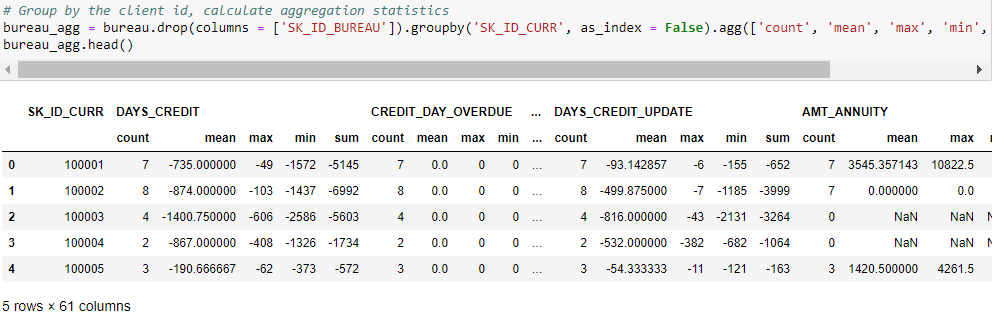 # Group by the client id, calculate aggregation statistics
bureau_agg = bureau.drop(columns = ['SK_ID_BUREAU']).groupby('SK_ID_CURR', as_index = False).agg(['count', 'mean', 'max', 'min',
bureau_agg.head()
SK_ID_CURR DAYS_CREDIT CREDIT_DAY_OVERDUE ... DAYS_CREDIT_UPDATE AMT_ANNUITY
count mean max min sum count mean max min ... count mean max min sum count mean max
0 100001 7 -735.000000 -49 -1572 -5145 7 0.0 0 0 ... 7 -93.142857 -6 -155 -652 7 3545.357143 10822.5
1 100002 8 -874.000000 -103 -1437 -6992 8 0.0 0 0 ... 8 -499.875000 -7 -1185 -3999 7 0.000000 0.0
2 100003 4 -1400.750000 -606 -2586 -5603 4 0.0 0 0 ... 4 -816.000000 -43 -2131 -3264 0 NaN NaN
3 100004 2 -867.000000 -408 -1326 -1734 2 0.0 0 0 ... 2 -532.000000 -382 -682 -1064 0 NaN NaN
4 100005 3 -190.666667 -62 -373 -572 3 0.0 0 0 ... 3 -54.333333 -11 -121 -163 3 1420.500000 4261.5
5 rows × 61 columns